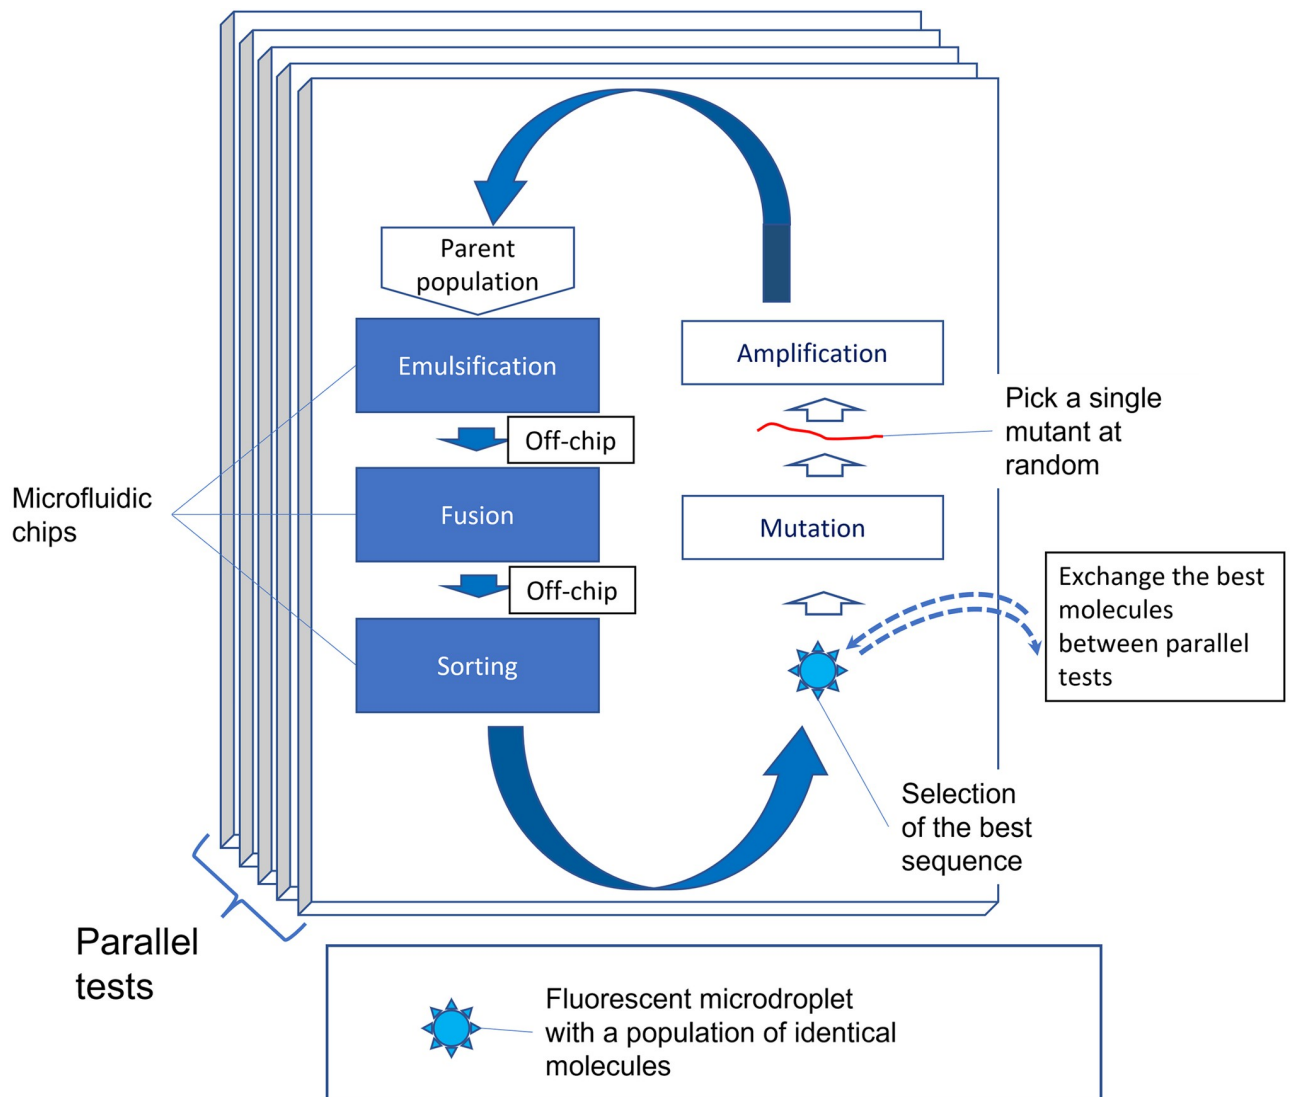 Parent
population
Emulsification
Off-chip
Fusion
Off-chip
Sorting
Microfluidic
chips
Amplification
Pick a single
mutant at
random
Mutation
Exchange the best
molecules
between parallel
tests
Selection
of the best
sequence
Parallel
tests
Fluorescent microdroplet
with a population of identical
molecules